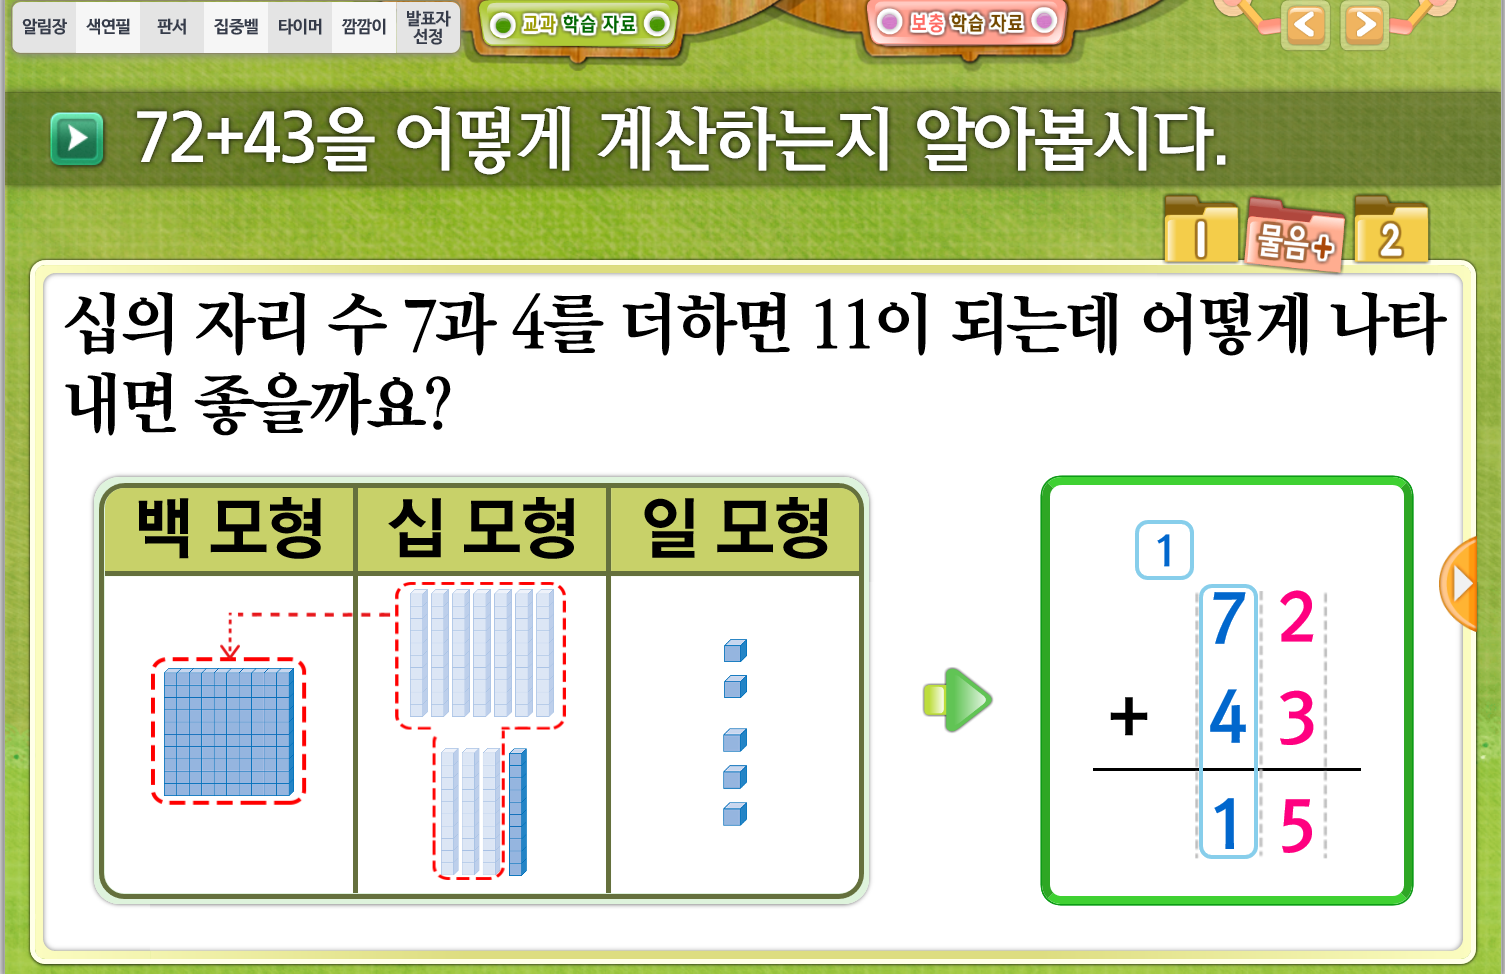 알림장 색연필 판서 집중벨 타이머 깜깜이 발표자 선정
교과 학습 자료
보충 학습 자료
72+43을 어떻게 계산하는지 알아봅시다.
1 물음+ 2
십의 자리 수 7과 4를 더하면 11이 되는데 어떻게 나타
내면 좋을까요?
백 모형 십 모형 일 모형
1
7 2
+ 4 3
1 5